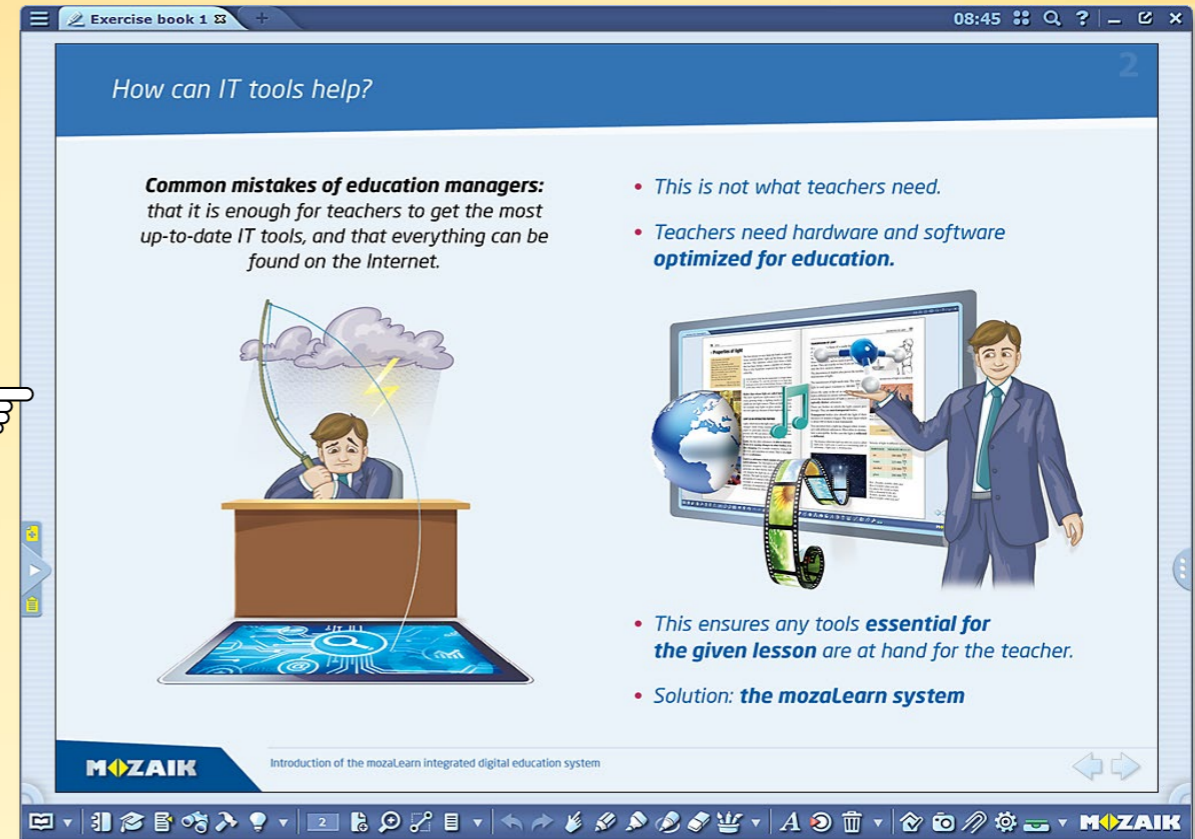 Exercise book 1
08:45
2
How can IT tools help?
Common mistakes of education managers:
that it is enough for teachers to get the most
up-to-date IT tools, and that everything can be
found on the Internet.
• This is not what teachers need.
• Teachers need hardware and software
optimized for education.
• Properties of light
• This ensures any tools essential for
the given lesson are at hand for the teacher.
• Solution: the mozaLearn system
MOZAIK
Introduction of the mozaLearn integrated digital education system
2
A
MOZAIK